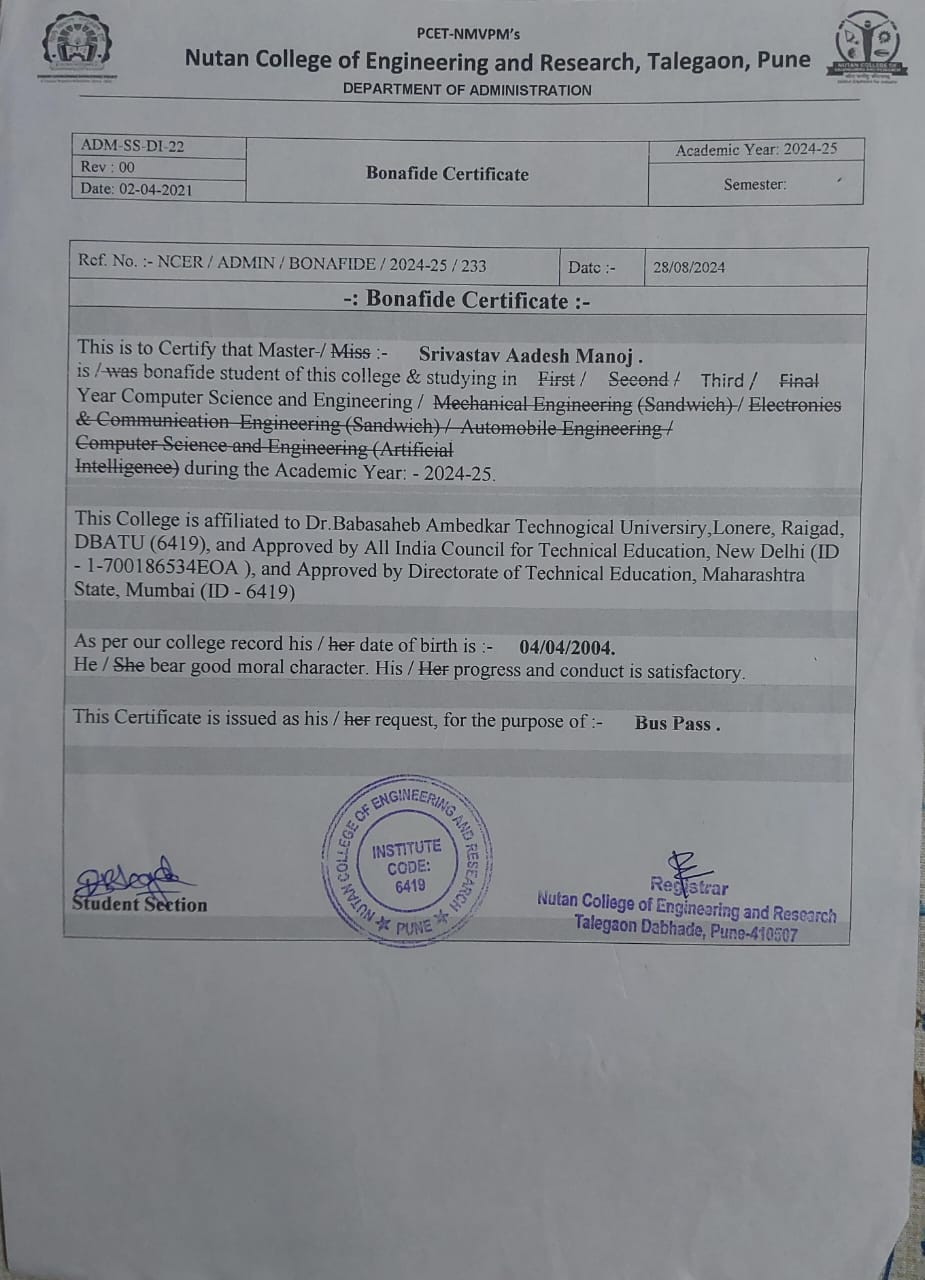 PCET-NMVPM's
Nutan College of Engineering and Research, Talegaon, Pune
DEPARTMENT OF ADMINISTRATION
ADM-SS-DI-22
Rev : 00
Date: 02-04-2021
Bonafide Certificate
Academic Year: 2024-25
Semester:
Ref. No. :- NCER / ADMIN / BONAFIDE / 2024-25 / 233
Date :-
28/08/2024
-: Bonafide Certificate :-
This is to Certify that Master / Miss :- Srivastav Aadesh Manoj .
is / was bonafide student of this college & studying in First / Second / Third / Final
Year Computer Science and Engineering / Mechanical Engineering (Sandwich) / Electronics
& Communication Engineering (Sandwich) / Automobile Engineering /
Computer Science and Engineering (Artificial
Intelligence) during the Academic Year: - 2024-25.
This College is affiliated to Dr.Babasaheb Ambedkar Technogical Universiry,Lonere, Raigad,
DBATU (6419), and Approved by All India Council for Technical Education, New Delhi (ID
- 1-700186534EOA ), and Approved by Directorate of Technical Education, Maharashtra
State, Mumbai (ID - 6419)
As per our college record his / her date of birth is :- 04/04/2004.
He / She bear good moral character. His / Her progress and conduct is satisfactory.
This Certificate is issued as his / her request, for the purpose of :- Bus Pass .
NUTAN COLLEGE OF ENGINEERING AND RESEARCH
PUNE
INSTITUTE
CODE:
6419
Student Section
Registrar
Nutan College of Engineering and Research
Talegaon Dabhade, Pune-410507